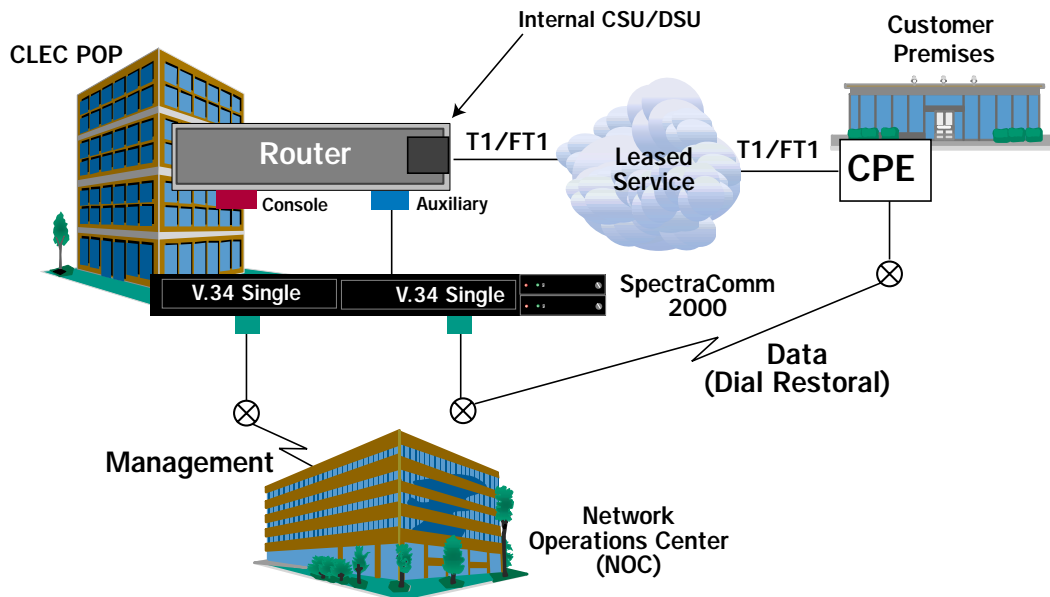 Internal CSU/DSU
Customer
Premises
CLEC POP
Router
T1/FT1
Leased
Service
T1/FT1
CPE
Console
Auxiliary
V.34 Single
V.34 Single
SpectraComm
2000
Data
(Dial Restoral)
Management
Network
Operations Center
(NOC)